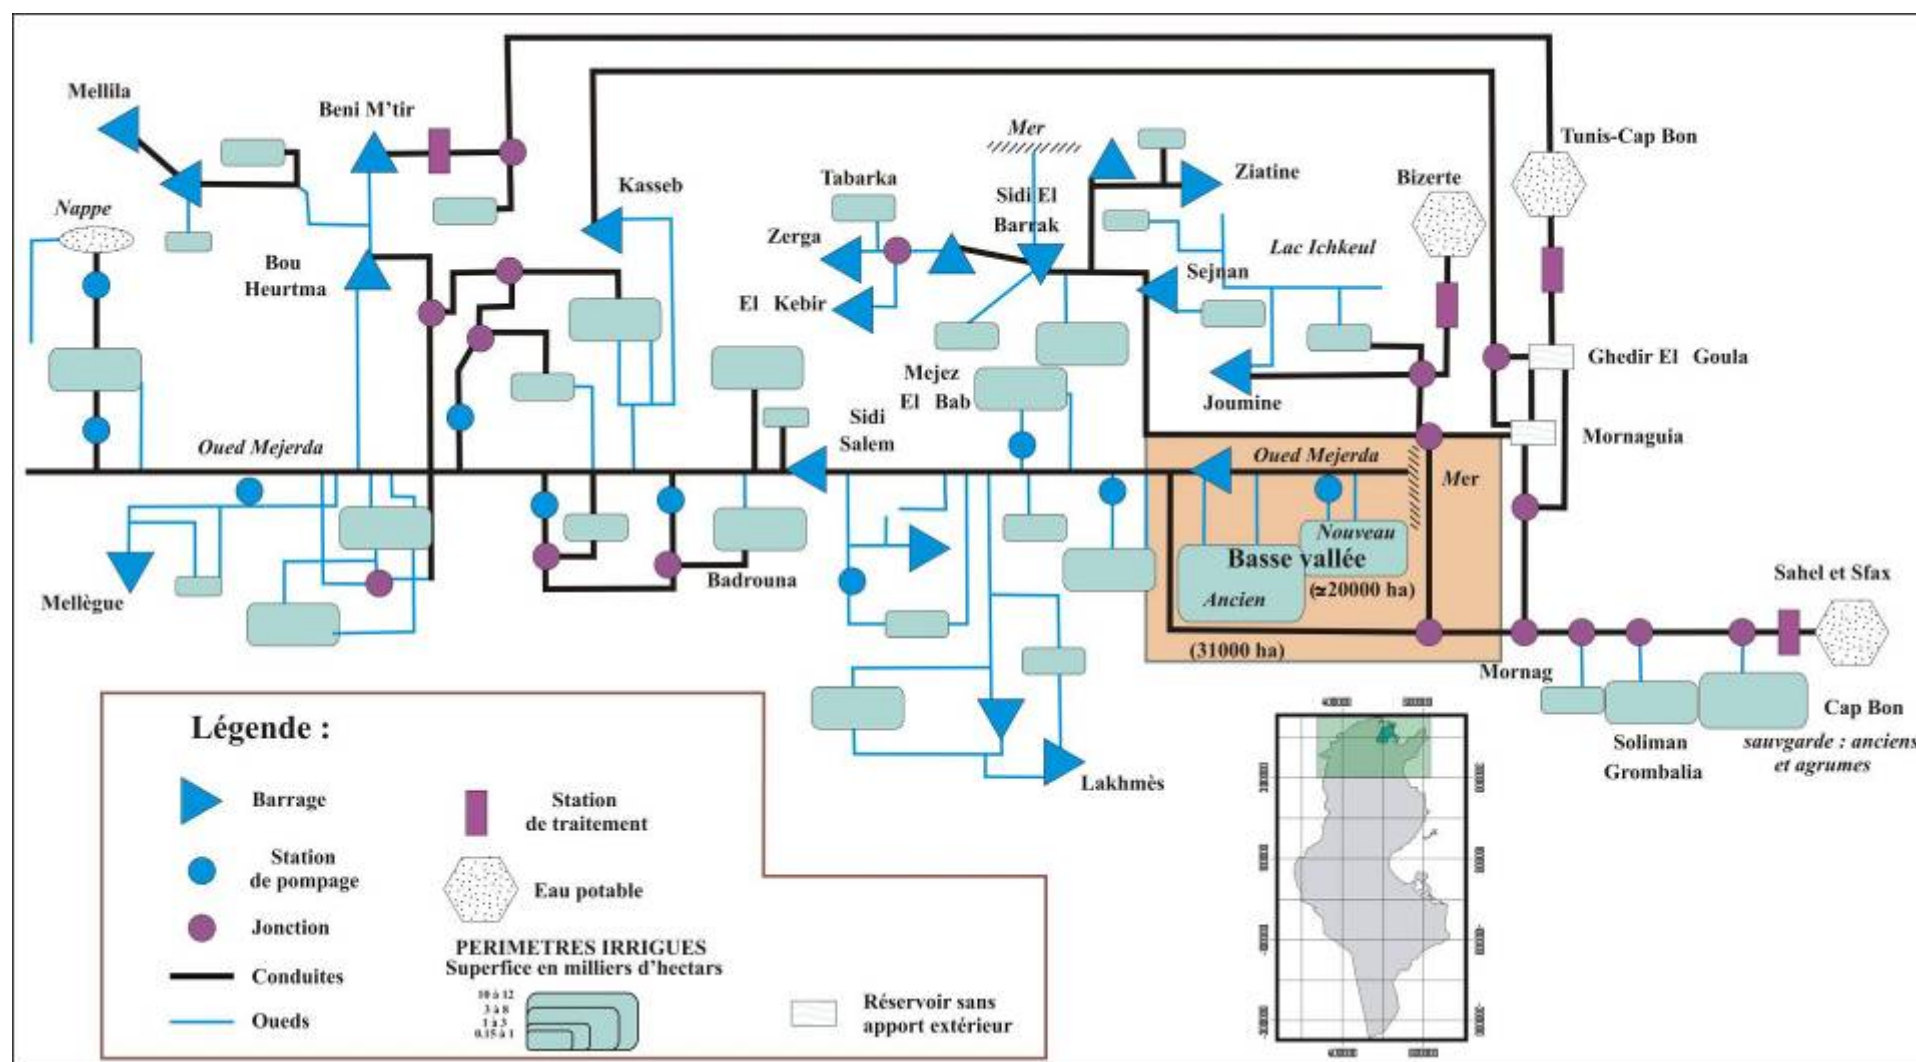 Mellila
Beni M'tir
Mer
Tunis-Cap Bon
Nappe
Kasseb
Tabarka
Sidi El
Barrak
Ziatine
Bizerte
Zerga
Bou
Heurtma
Lac Ichkeul
Sejnan
El Kebir
Mejez
El Bab
Ghedir El Goula
Joumine
Oued Mejerda
Sidi
Salem
Mornaguia
Oued Mejerda
Mer
Nouveau
Basse vallée
(≃20000 ha)
Ancien
Mellègue
Badrouna
Sahel et Sfax
(31000 ha)
Mornag
Cap Bon
Soliman
Grombalia
sauvgarde : anciens
et agrumes
Lakhmès
Légende :
Barrage
Station
de pompage
Jonction
Conduites
Oueds
Station
de traitement
Eau potable
PERIMETRES IRRIGUES
Superfice en milliers d'hectars
10 à 12
3 à 8
1 à 3
0.15 à 1
Réservoir sans
apport extérieur